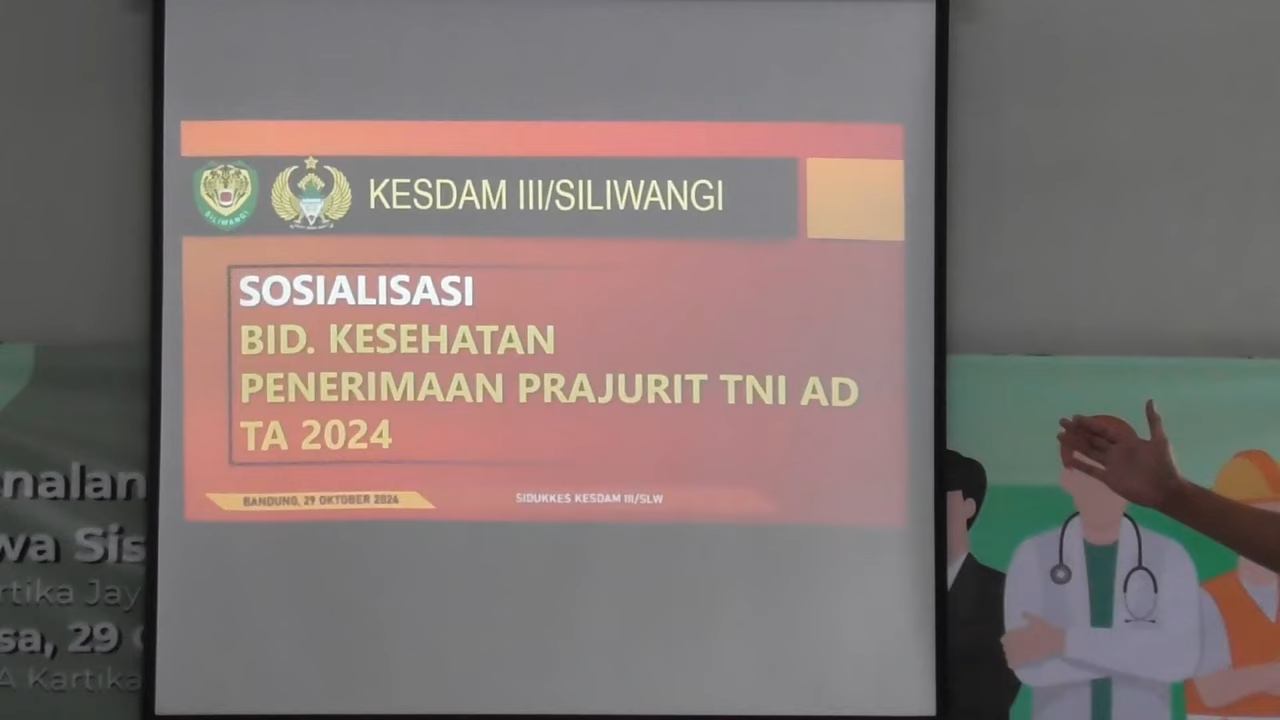 KESDAM III/SILIWANGI
SILIWANGI
SOSIALISASI
BID. KESEHATAN
PENERIMAAN PRAJURIT TNI AD
TA 2024
BANDUNG, 29 OKTOBER 2024
SIDUKKES KESDAM III/SLW
nalan
wa Sis
rtika Jay
sa, 29
A Kartika